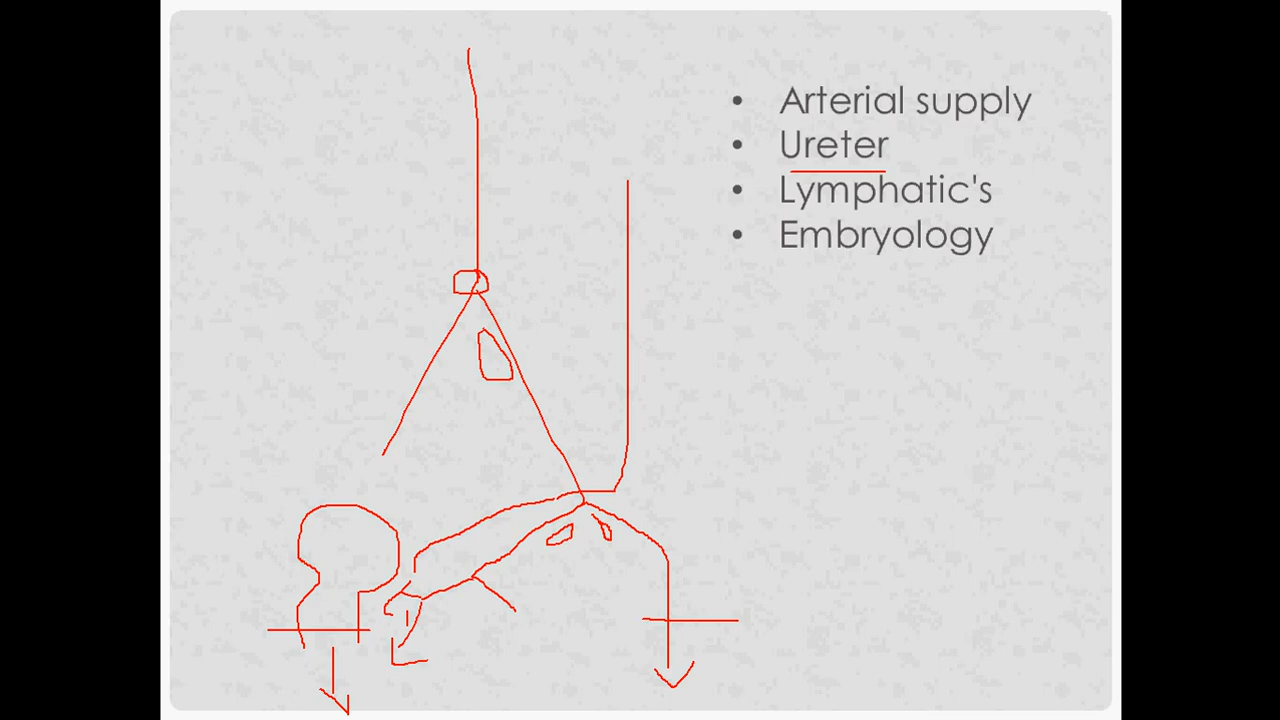 • Arterial supply
• Ureter
• Lymphatic's
• Embryology